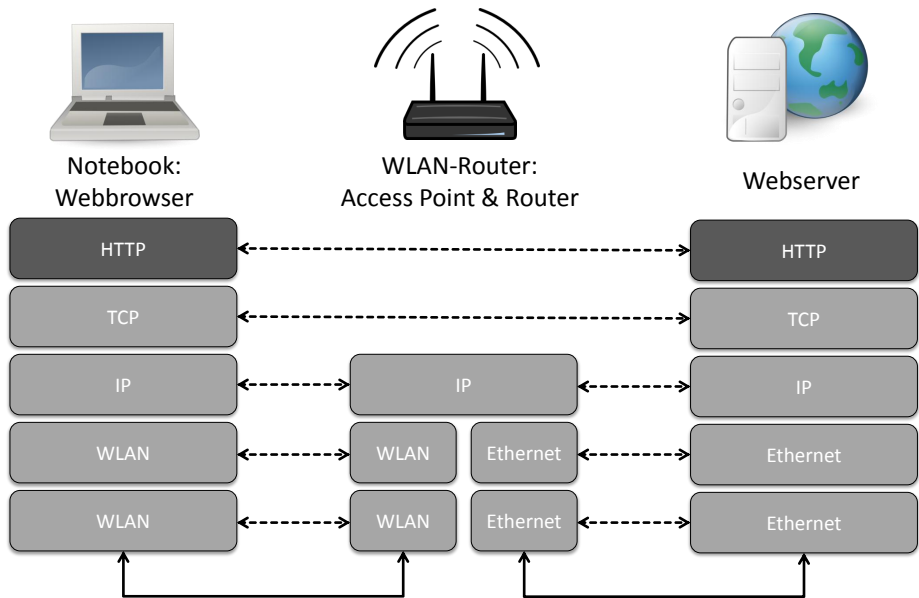 Notebook:
Webbrowser
WLAN-Router:
Access Point & Router
Webserver
HTTP
HTTP
TCP
TCP
IP
IP
IP
WLAN
WLAN
Ethernet
Ethernet
WLAN
WLAN
Ethernet
Ethernet